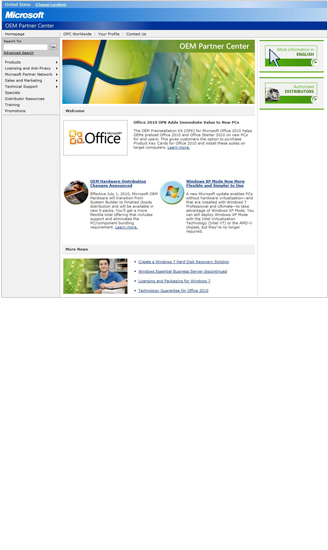 United States (Change Location)
Microsoft
OEM Partner Center
Homepage
OPC Worldwide
Your Profile
Contact Us
Search for
Go
Advanced Search
Products
Licensing and Anti-Piracy
Microsoft Partner Network
Sales and Marketing
Technical Support
Specials
Distributor Resources
Training
Promotions
OEM Partner Center
Welcome
Office
Office 2010 OPK Adds Immediate Value to New PCs
The OEM Preinstallation Kit (OPK) for Microsoft Office 2010 helps
OEMs preload Office 2010 and Office Starter 2010 on new PCs
for end users. This gives customers the option to purchase
Product Key Cards for Office 2010 and install these suites on
target computers. Learn more.
OEM Hardware Distribution
Changes Announced
Effective July 1, 2010, Microsoft OEM
Hardware will transition from
System Builder to Finished Goods
distribution and will be available in
new 3-packs. You'll get a more
flexible total offering that includes
support and eliminates the
PC/component bundling
requirement. Learn more.
Windows XP Mode Now More
Flexible and Simpler to Use
A new Microsoft update enables PCs
without hardware virtualization—and
that are installed with Windows 7
Professional and Ultimate—to take
advantage of Windows XP Mode. You
can still deploy Windows XP Mode
with the Intel Virtualization
Technology (Intel VT) or the AMD-V
chipset, but they're no longer
required.
More News
Create a Windows 7 Hard Disk Recovery Solution
Windows Essential Business Server discontinued
Licensing and Packaging for Windows 7
Technology Guarantee for Office 2010
More information in
ENGLISH
Authorized
DISTRIBUTORS